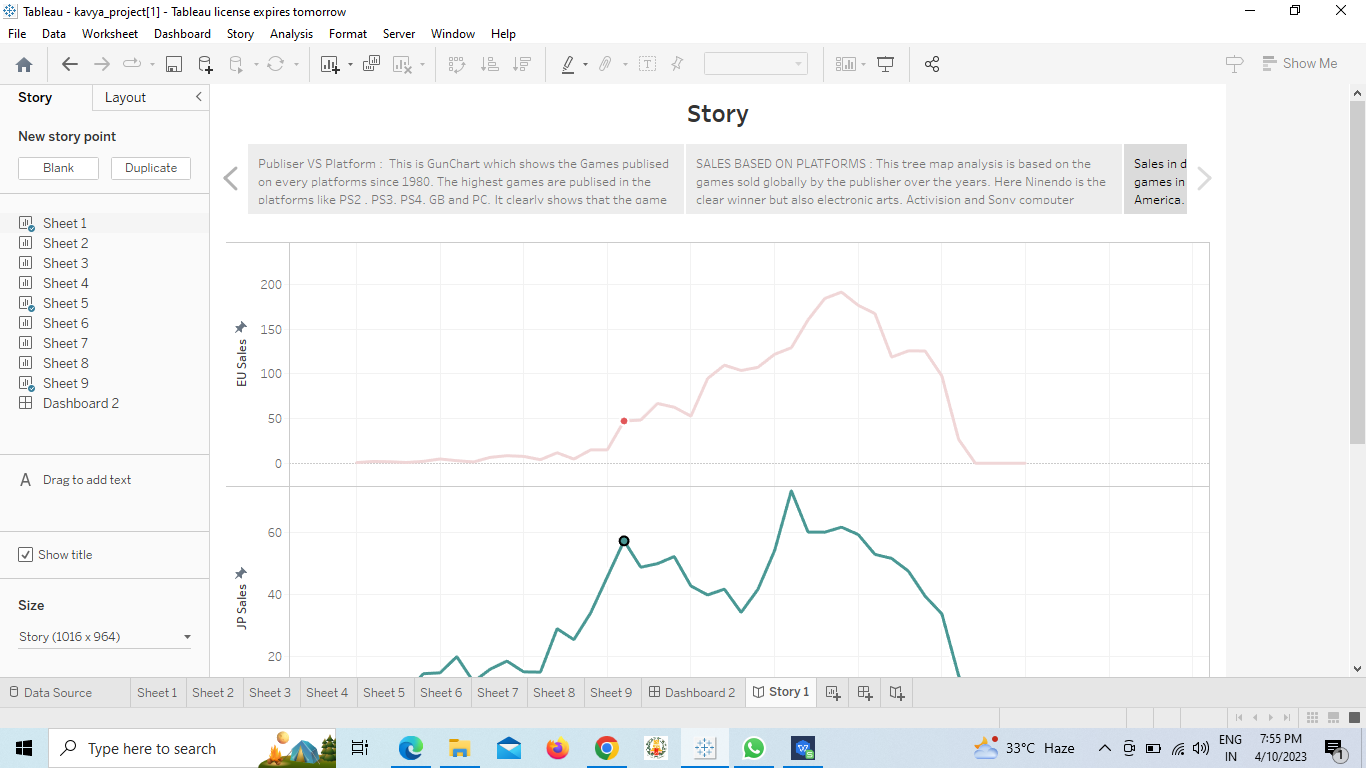 Tableau - kavya_project[1] - Tableau license expires tomorrow
File Data Worksheet Dashboard Story Analysis Format Server Window Help
Show Me
Story Layout
New story point
Blank Duplicate
Sheet 1
Sheet 2
Sheet 3
Sheet 4
Sheet 5
Sheet 6
Sheet 7
Sheet 8
Sheet 9
Dashboard 2
A Drag to add text
Show title
Size
Story (1016 x 964)
Story
Publiser VS Platform : This is GunChart which shows the Games publised
on every platforms since 1980. The highest games are publised in the
platforms like PS2 , PS3, PS4, GB and PC. It clearly shows that the game
SALES BASED ON PLATFORMS : This tree map analysis is based on the
games sold globally by the publisher over the years. Here Ninendo is the
clear winner but also electronic arts, Activision and Sony computer
Sales in d
games in
America.
EU Sales
200
150
100
50
0
JP Sales
60
40
20
Data Source Sheet 1 Sheet 2 Sheet 3 Sheet 4 Sheet 5 Sheet 6 Sheet 7 Sheet 8 Sheet 9 Dashboard 2 Story 1
Type here to search
33°C Haze
ENG
IN
7:55 PM
4/10/2023
1